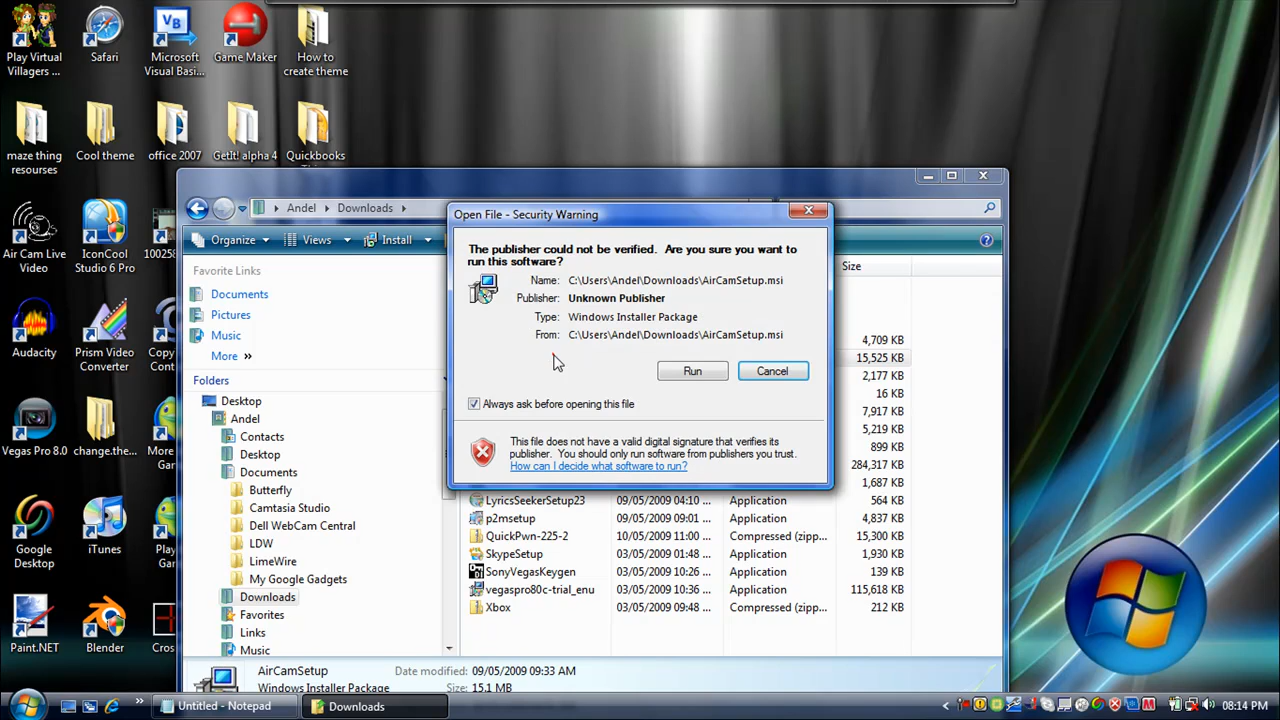 Play Virtual
Villagers ...
Safari
Microsoft
Visual Basi...
Game Maker
How to
create theme
maze thing
resourses
Cool theme
office 2007
GetIt! alpha 4
Quickbooks
Air Cam Live
Video
IconCool
Studio 6 Pro
100258
Audacity
Prism Video
Converter
Copy
Cont
Vegas Pro 8.0
change.the...
More
Gam
Google
Desktop
iTunes
Play
Gar
Paint.NET
Blender
Cros
Andel
Downloads
Organize
Views
Install
Favorite Links
Documents
Pictures
Music
More »
Folders
Desktop
Andel
Contacts
Desktop
Documents
Butterfly
Camtasia Studio
Dell WebCam Central
LDW
LimeWire
My Google Gadgets
Downloads
Favorites
Links
Music
Size
4,709 KB
15,525 KB
2,177 KB
16 KB
7,917 KB
5,219 KB
899 KB
284,317 KB
1,687 KB
LyricsSeekerSetup23 09/05/2009 04:10 ... Application 564 KB
p2msetup 09/05/2009 09:01 ... Application 4,837 KB
QuickPwn-225-2 10/05/2009 11:00 ... Compressed (zipp... 15,300 KB
SkypeSetup 03/05/2009 01:48 ... Application 1,930 KB
SonyVegasKeygen 03/05/2009 10:26 ... Application 139 KB
vegaspro80c-trial_enu 03/05/2009 10:36 ... Application 115,618 KB
Xbox 03/05/2009 09:48 ... Compressed (zipp... 212 KB
Open File - Security Warning
The publisher could not be verified. Are you sure you want to
run this software?
Name: C:\Users\Andel\Downloads\AirCamSetup.msi
Publisher: Unknown Publisher
Type: Windows Installer Package
From: C:\Users\Andel\Downloads\AirCamSetup.msi
Run
Cancel
Always ask before opening this file
This file does not have a valid digital signature that verifies its
publisher. You should only run software from publishers you trust.
How can I decide what software to run?
AirCamSetup Date modified: 09/05/2009 09:33 AM
Windows Installer Package Size: 15.1 MB
Untitled - Notepad
Downloads
08:14 PM